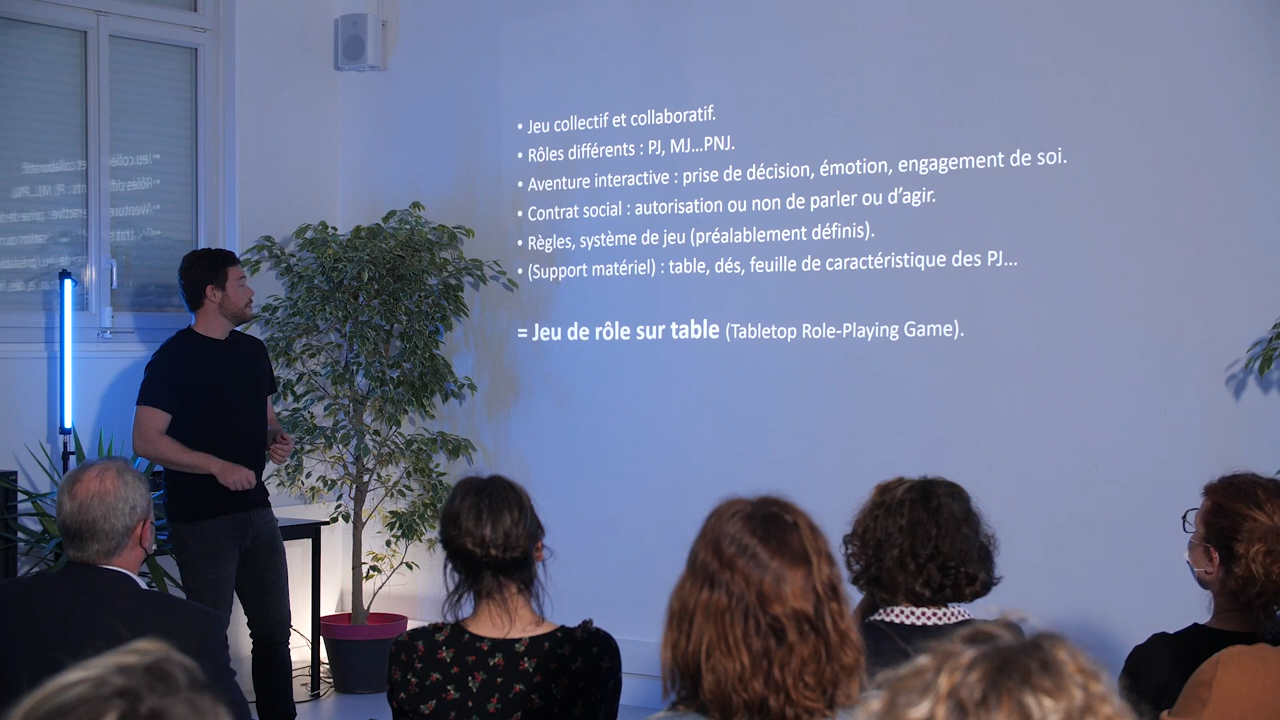 • Jeu collectif et collaboratif.
• Rôles différents : PJ, MJ...PNJ.
• Aventure interactive : prise de décision, émotion, engagement de soi.
• Contrat social : autorisation ou non de parler ou d'agir.
• Règles, système de jeu (préalablement définis).
• (Support matériel) : table, dés, feuille de caractéristique des PJ...
= Jeu de rôle sur table (Tabletop Role-Playing Game).